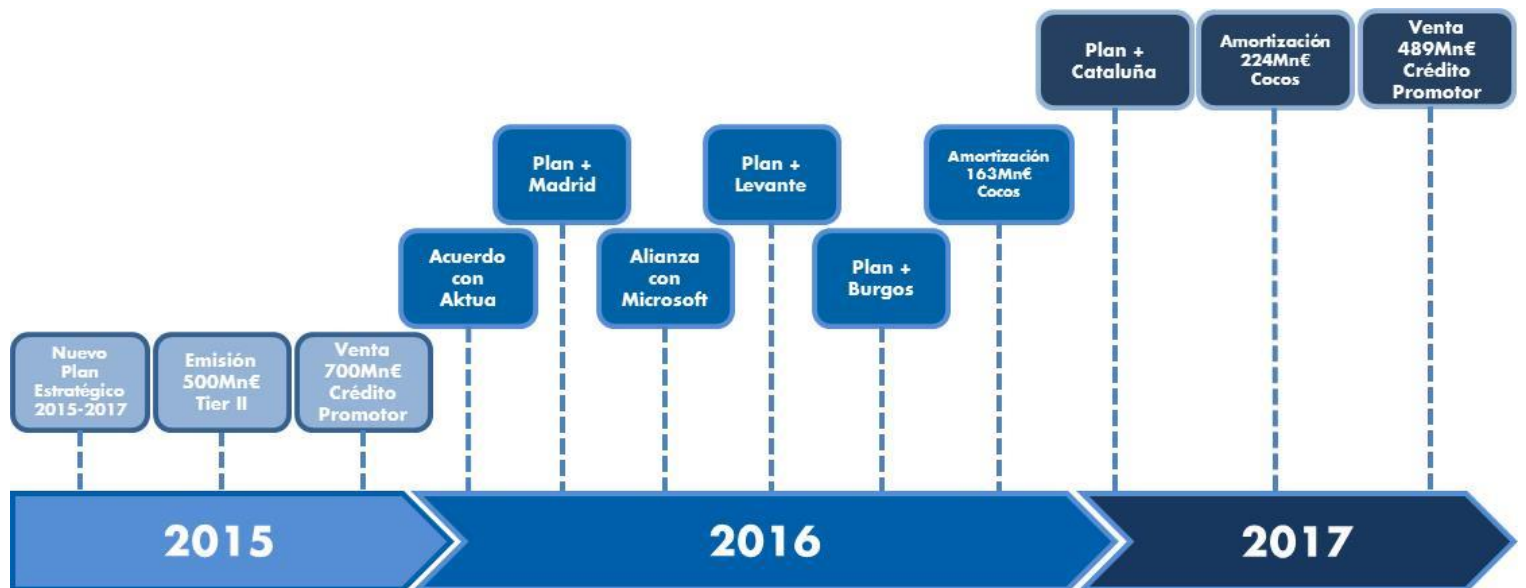 Nuevo
Plan
Estratégico
2015-2017
Emisión
500Mn€
Tier II
Venta
700Mn€
Crédito
Promotor
Acuerdo
con
Aktua
Plan +
Madrid
Alianza
con
Microsoft
Plan +
Levante
Plan +
Burgos
Amortización
163Mn€
Cocos
Plan +
Cataluña
Amortización
224Mn€
Cocos
Venta
489Mn€
Crédito
Promotor
2015
2016
2017